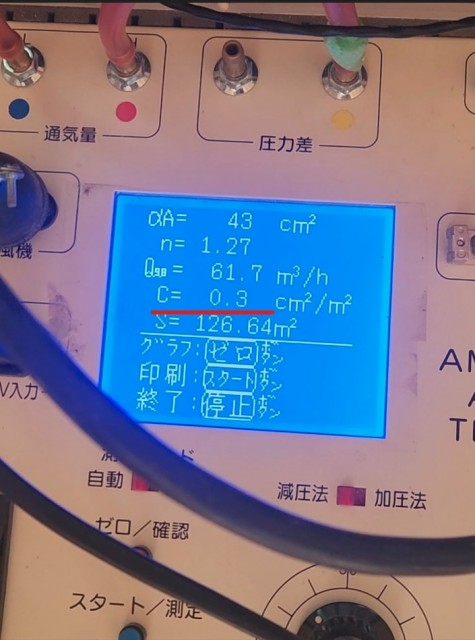 通気量
圧力差
αA= 43 cm²
n= 1.27
Q9.8= 61.7 m³/h
C= 0.3 cm²/m²
S= 126.64m²
グラフ:ゼロボタン
印刷:スタートボタン
終了:停止ボタン
自動
減圧法 加圧法
ゼロ/確認
スタート/測定